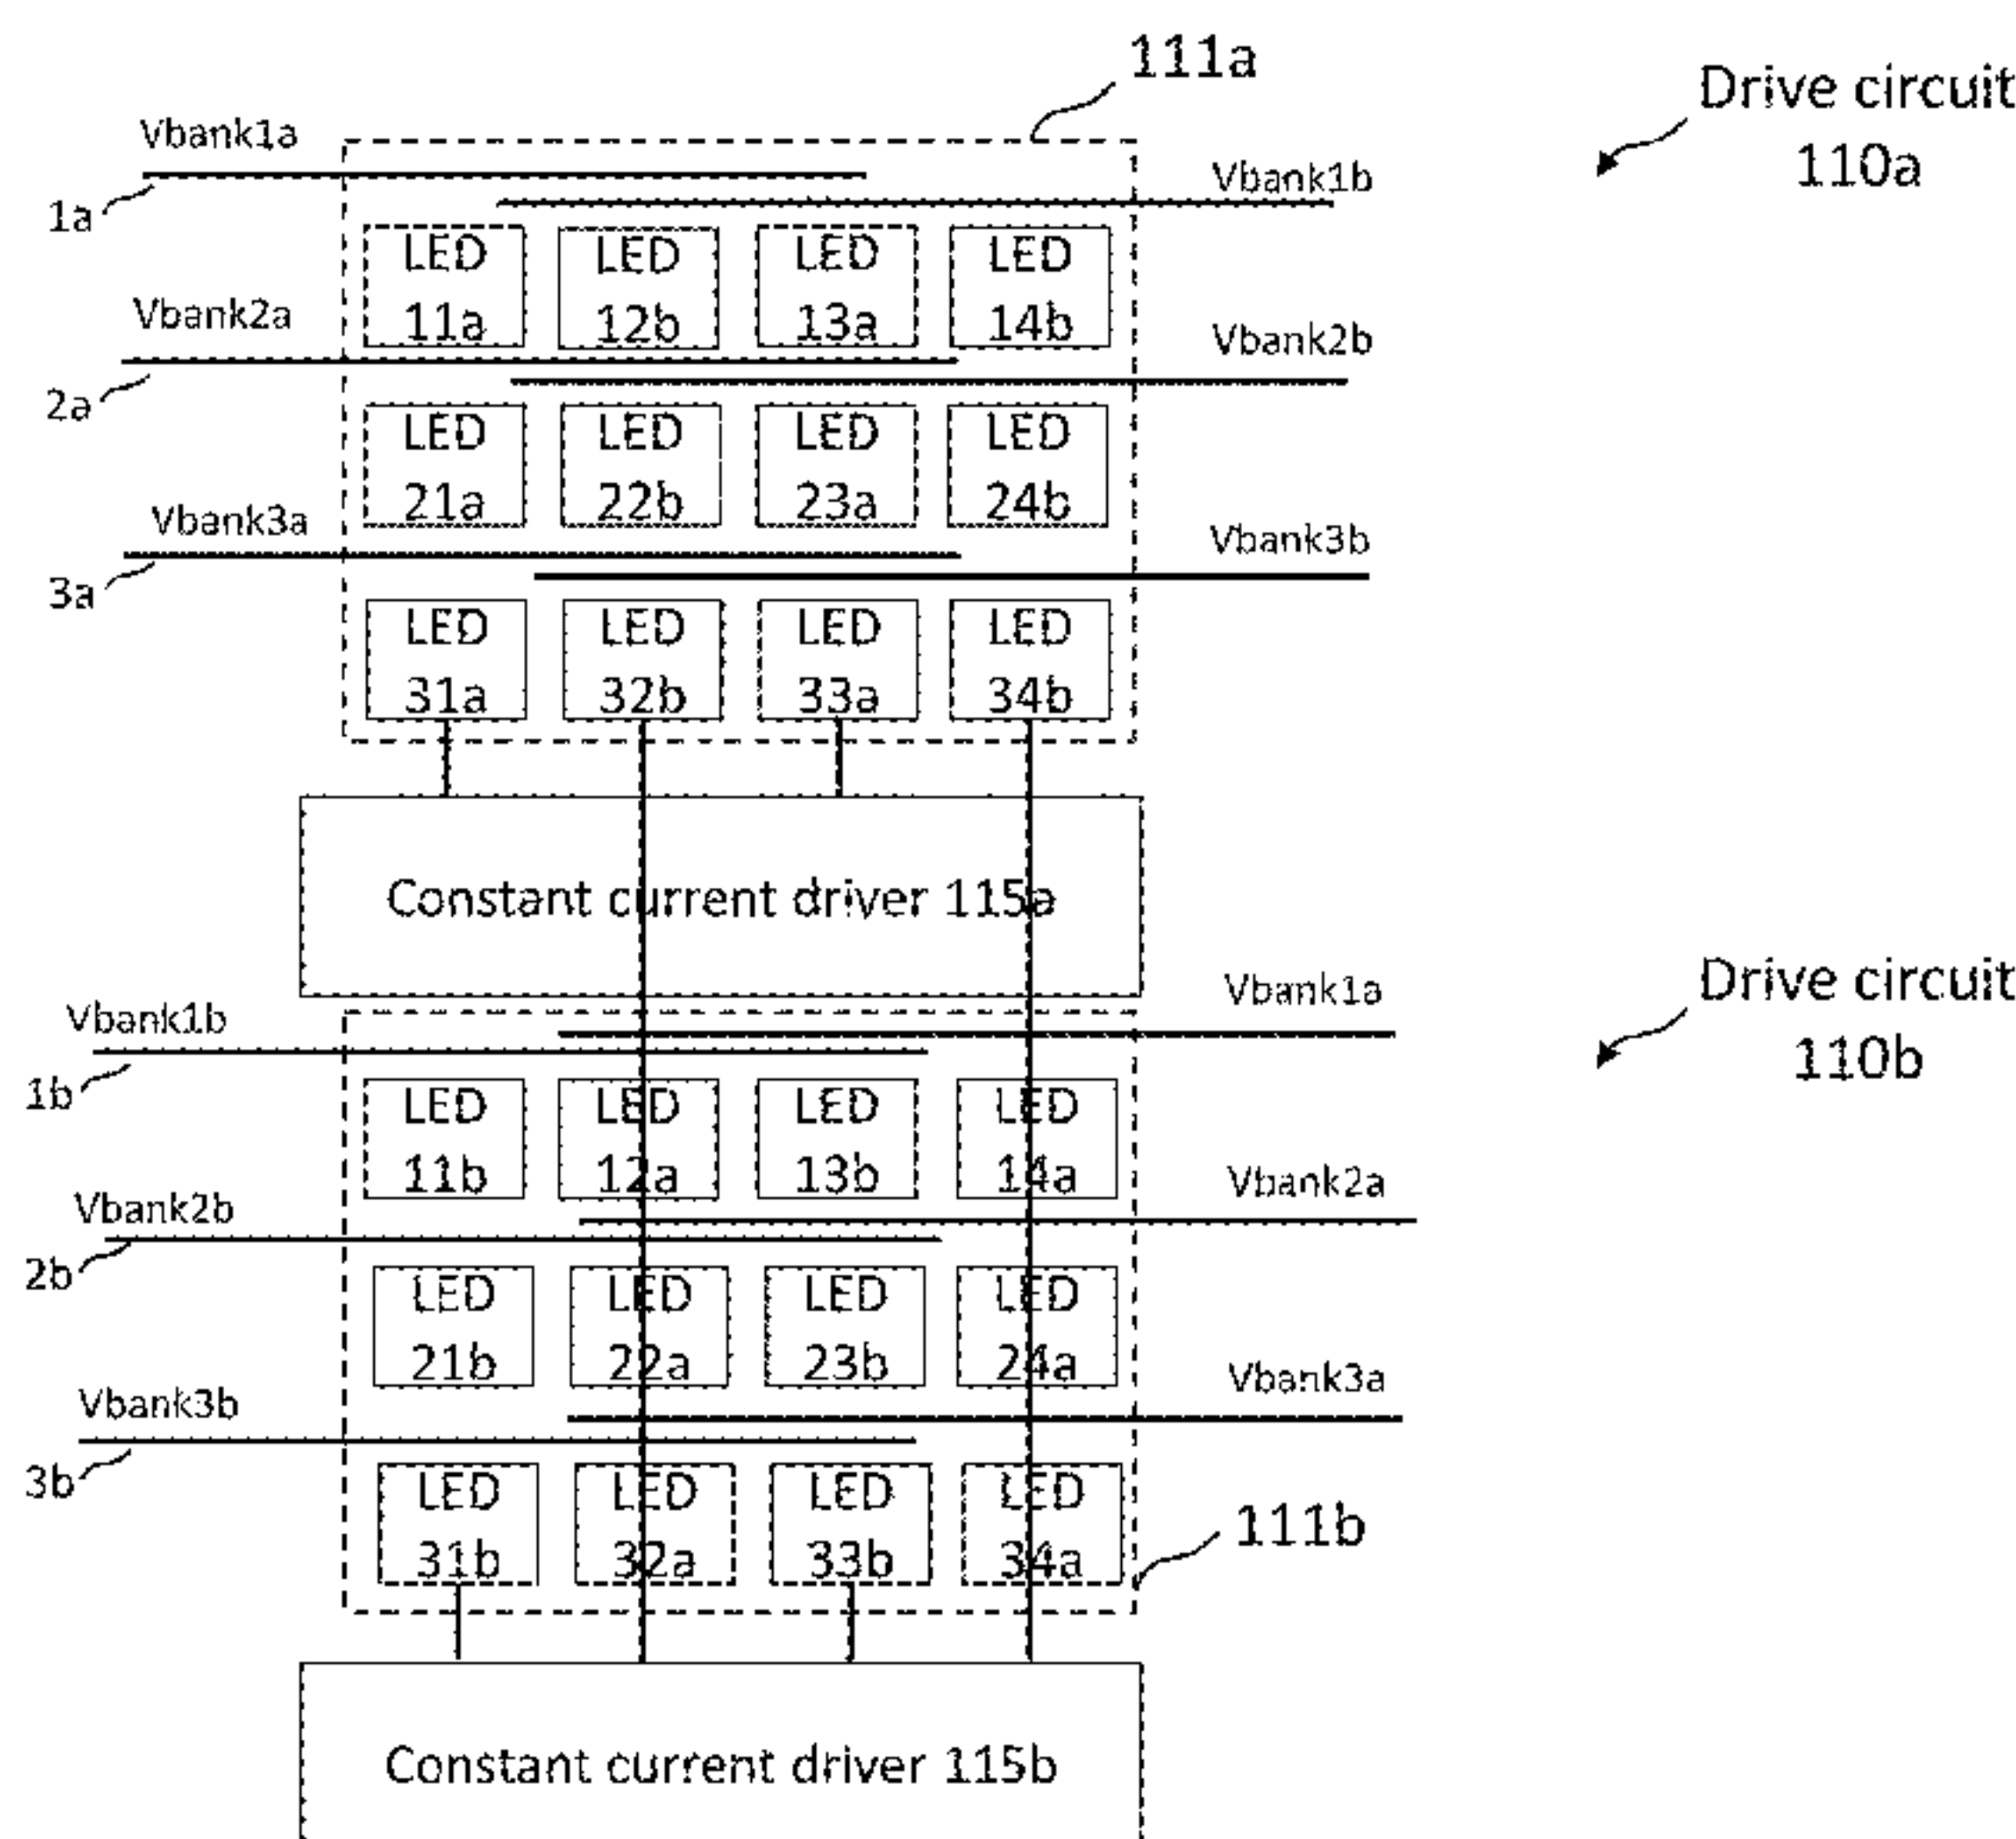 111a
Drive circuit
110a
Vbank1a
Vbank1b
1a
LED LED LED LED
11a 12b 13a 14b
Vbank2a
Vbank2b
2a
LED LED LED LED
21a 22b 23a 24b
Vbank3a
Vbank3b
3a
LED LED LED LED
31a 32b 33a 34b
Constant current driver 115a
Drive circuit
110b
Vbank1a
Vbank1b
1b
LED LED LED LED
11b 12a 13b 14a
Vbank2a
Vbank2b
2b
LED LED LED LED
21b 22a 23b 24a
Vbank3a
Vbank3b
3b
LED LED LED LED
31b 32a 33b 34a
111b
Constant current driver 115b